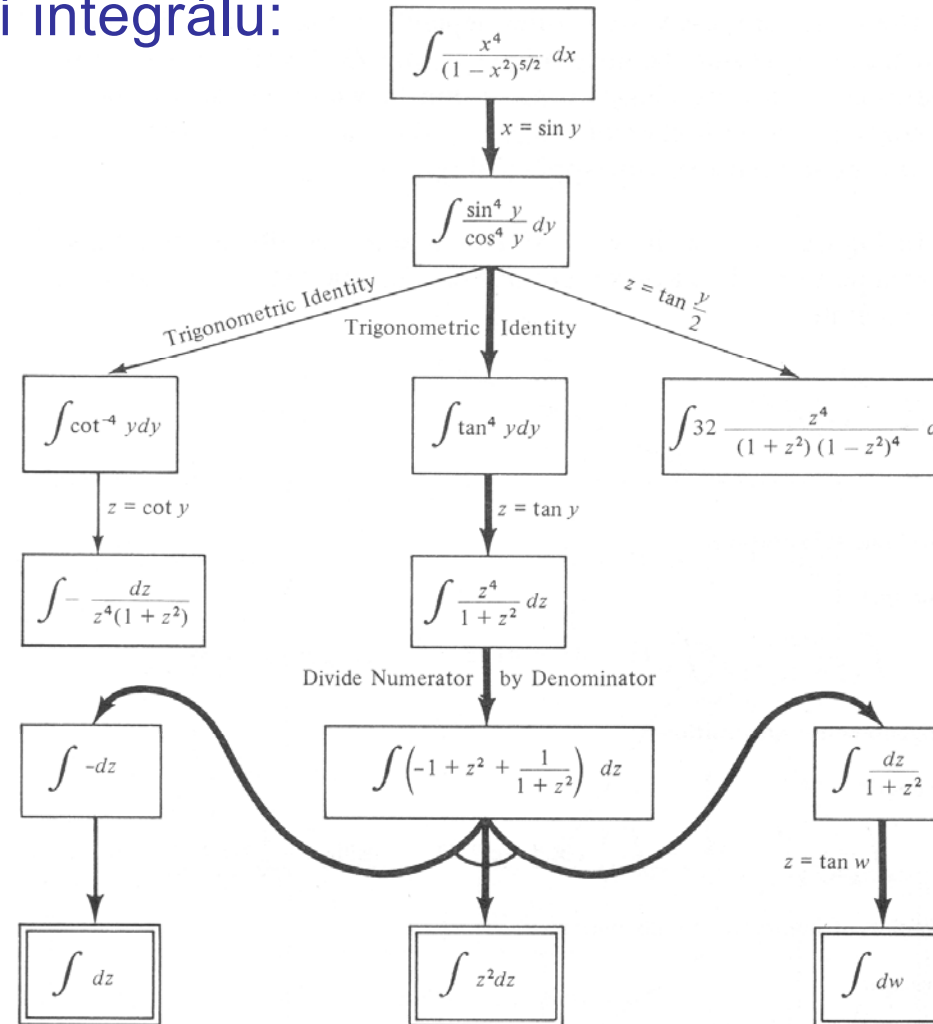 i integrálu:
∫ x⁴ / (1 − x²)^5/2 dx
x = sin y
∫ sin⁴ y / cos⁴ y dy
Trigonometric Identity
Trigonometric Identity
z = tan y/2
∫ cot⁻⁴ ydy
∫ tan⁴ ydy
∫ 32 z⁴ / (1 + z²) (1 − z²)⁴
z = cot y
z = tan y
∫ − dz / z⁴(1 + z²)
∫ z⁴ / 1 + z² dz
Divide Numerator by Denominator
∫ -dz
∫ (-1 + z² + 1 / 1 + z²) dz
∫ dz / 1 + z²
z = tan w
∫ dz
∫ z²dz
∫ dw